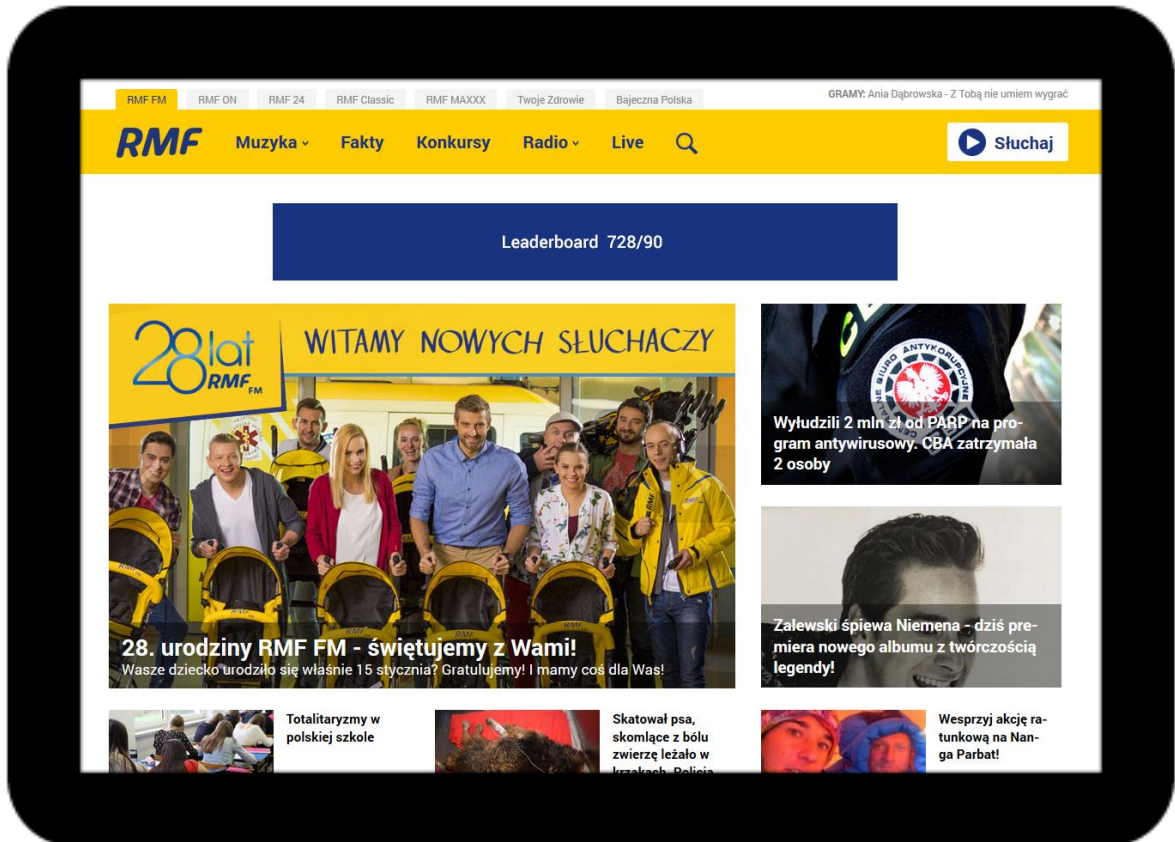 RMF FM RMF ON RMF 24 RMF Classic RMF MAXXX Twoje Zdrowie Bajeczna Polska GRAMY: Ania Dąbrowska - Z Tobą nie umiem wygrać
RMF Muzyka Fakty Konkursy Radio Live Słuchaj
Leaderboard 728/90
28 lat
RMF FM
WITAMY NOWYCH SŁUCHACZY
28. urodziny RMF FM - świętujemy z Wami!
Wasze dziecko urodziło się właśnie 15 stycznia? Gratulujemy! I mamy coś dla Was!
ANTYKORUPCYJNE
BIURO
Wyłudzili 2 mln zł od PARP na pro-
gram antywirusowy. CBA zatrzymała
2 osoby
Zalewski śpiewa Niemena - dziś pre-
miera nowego albumu z twórczością
legendy!
Totalitaryzmy w
polskiej szkole
Skatował psa,
skomlące z bólu
zwierzę leżało w
krzakach. Policja
Wesprzyj akcję ra-
tunkową na Nan-
ga Parbat!